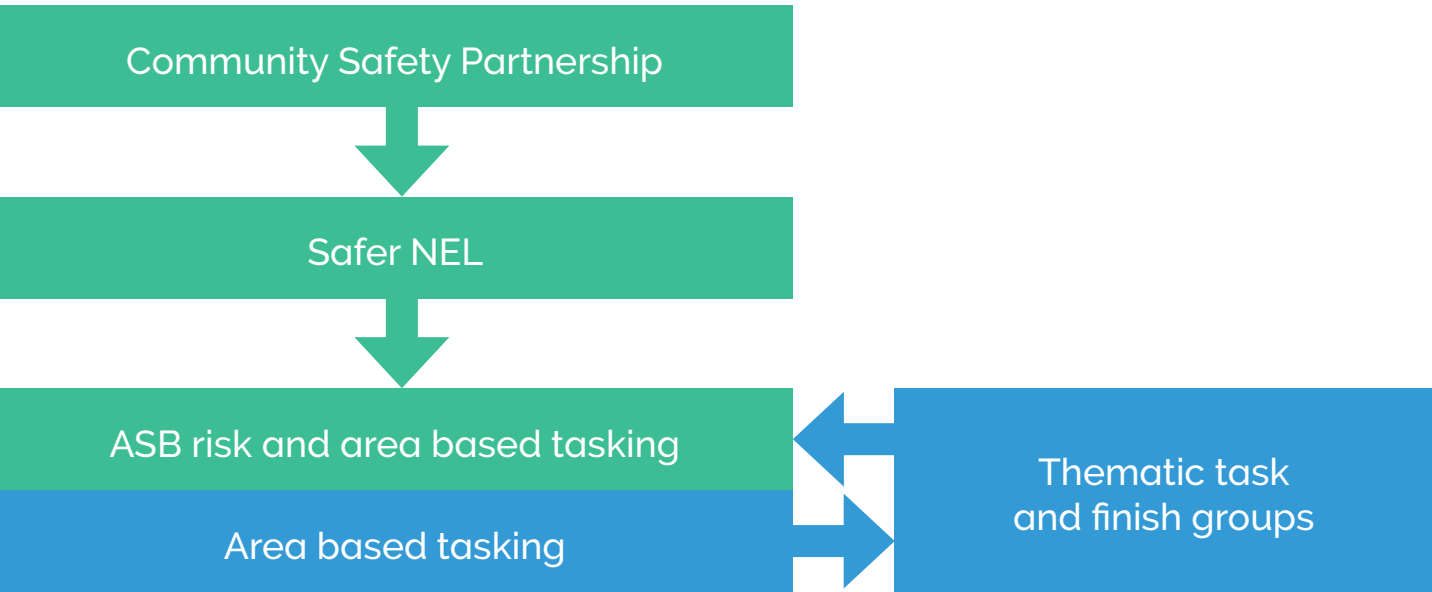 Community Safety Partnership
Safer NEL
ASB risk and area based tasking
Area based tasking
Thematic task
and finish groups